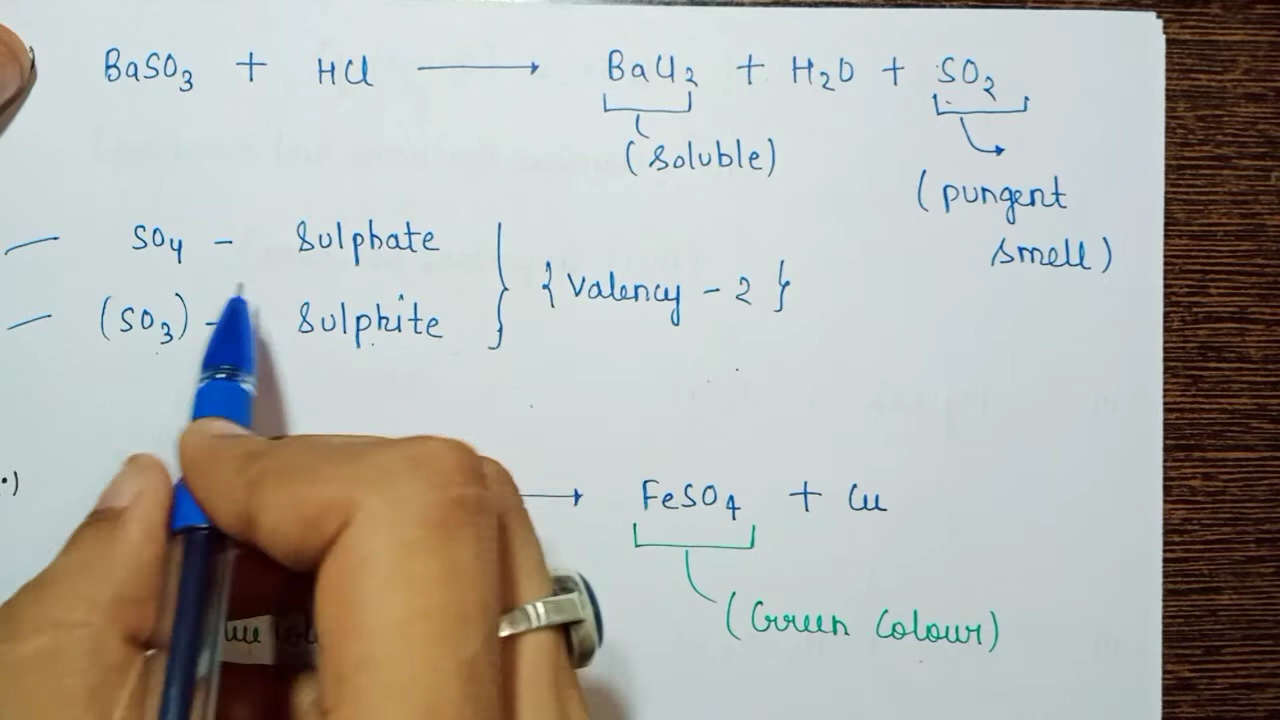 BaSO3 + HCl → BaCl2 + H2O + SO2
(Soluble)
(pungent
smell)
— SO4 – Sulphate
{Valency – 2}
— (SO3) – Sulphite
•)
→ FeSO4 + Cu
(Green Colour)